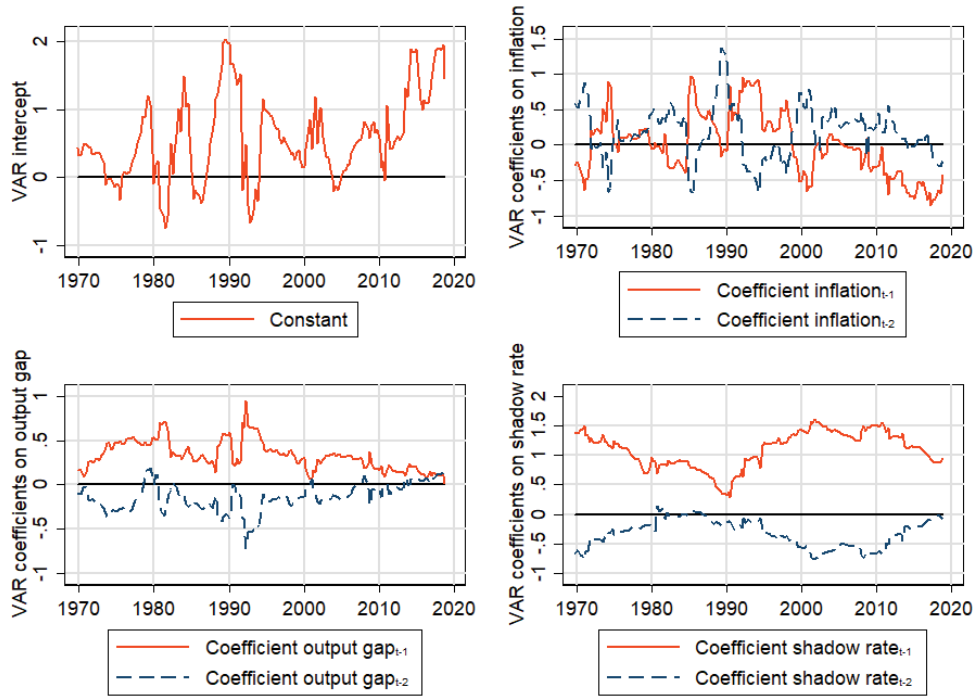 VAR intercept
2
1
0
-1
1970 1980 1990 2000 2010 2020
Constant
VAR coefficients on inflation
1.5
1
.5
0
-.5
-1
1970 1980 1990 2000 2010 2020
Coefficient inflationₜ₋₁
Coefficient inflationₜ₋₂
VAR coefficients on output gap
1
.5
0
-.5
-1
1970 1980 1990 2000 2010 2020
Coefficient output gapₜ₋₁
Coefficient output gapₜ₋₂
VAR coefficients on shadow rate
2
1.5
1
.5
0
-.5
-1
1970 1980 1990 2000 2010 2020
Coefficient shadow rateₜ₋₁
Coefficient shadow rateₜ₋₂